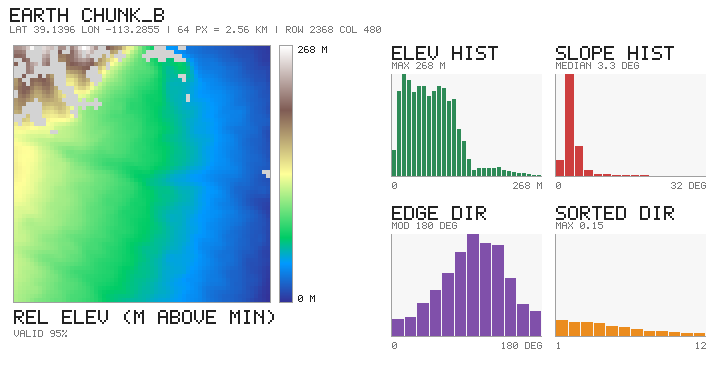 EARTH CHUNK_B
LAT 39.1396 LON -113.2855 | 64 PX = 2.56 KM | ROW 2368 COL 480
268 M
0 M
REL ELEV (M ABOVE MIN)
VALID 95%
ELEV HIST
MAX 268 M
0 268 M
SLOPE HIST
MEDIAN 3.3 DEG
0 32 DEG
EDGE DIR
MOD 180 DEG
0 180 DEG
SORTED DIR
MAX 0.15
1 12